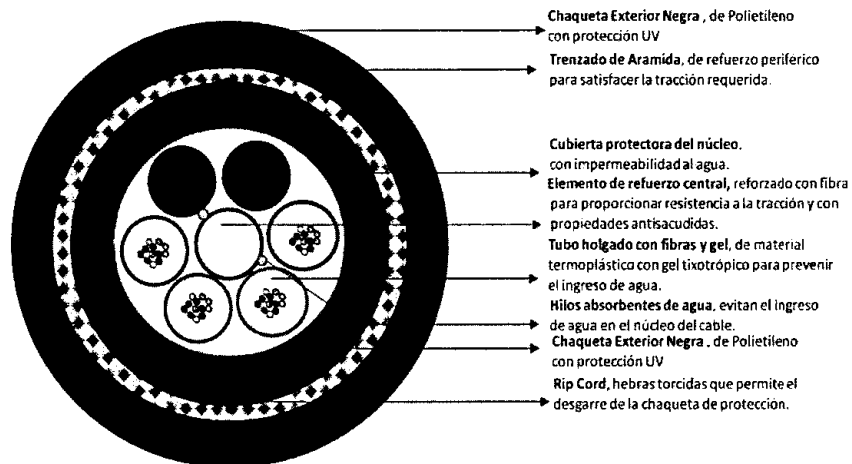 Chaqueta Exterior Negra , de Polietileno
con protección UV
Trenzado de Aramida, de refuerzo periférico
para satisfacer la tracción requerida.
Cubierta protectora del núcleo,
con impermeabilidad al agua.
Elemento de refuerzo central, reforzado con fibra
para proporcionar resistencia a la tracción y con
propiedades antisacudidas.
Tubo holgado con fibras y gel, de material
termoplástico con gel tixotrópico para prevenir
el ingreso de agua.
Hilos absorbentes de agua, evitan el ingreso
de agua en el núcleo del cable.
Chaqueta Exterior Negra , de Polietileno
con protección UV
Rip Cord, hebras torcidas que permite el
desgarre de la chaqueta de protección.